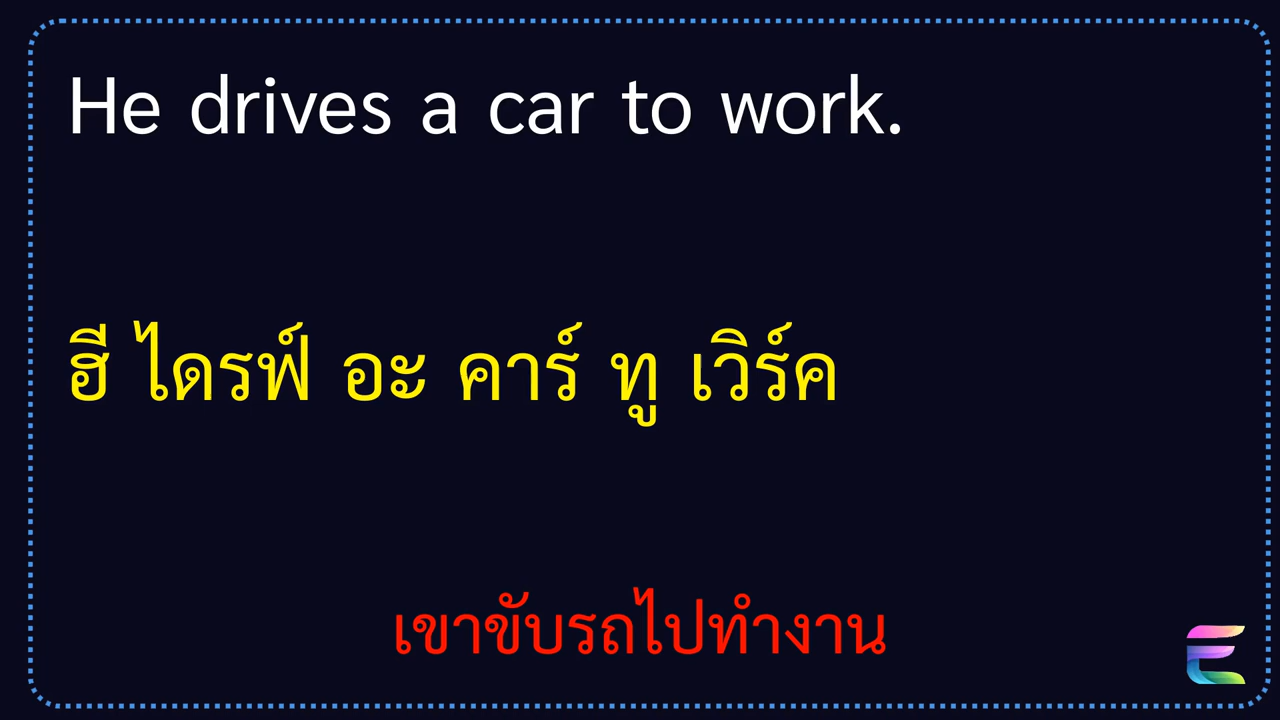 He drives a car to work.
ฮี ไดรฟ์ อะ คาร์ ทู เวิร์ค
เขาขับรถไปทำงาน